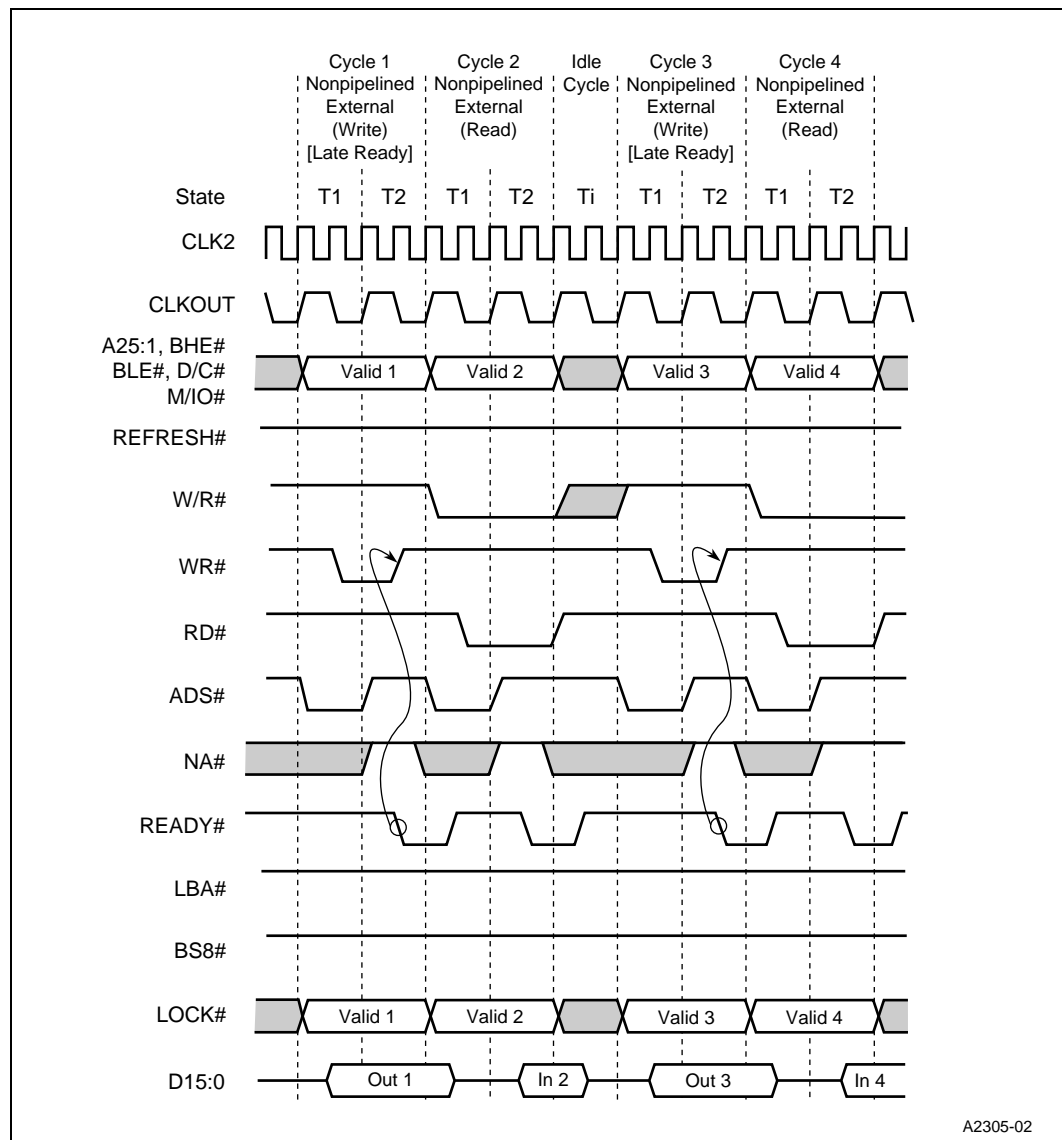 Cycle 1
Nonpipelined
External
(Write)
[Late Ready]
Cycle 2
Nonpipelined
External
(Read)
Idle
Cycle
Cycle 3
Nonpipelined
External
(Write)
[Late Ready]
Cycle 4
Nonpipelined
External
(Read)
State T1 T2 T1 T2 Ti T1 T2 T1 T2
CLK2
CLKOUT
A25:1, BHE#
BLE#, D/C#
M/IO#
Valid 1 Valid 2 Valid 3 Valid 4
REFRESH#
W/R#
WR#
RD#
ADS#
NA#
READY#
LBA#
BS8#
LOCK# Valid 1 Valid 2 Valid 3 Valid 4
D15:0 Out 1 In 2 Out 3 In 4
A2305-02